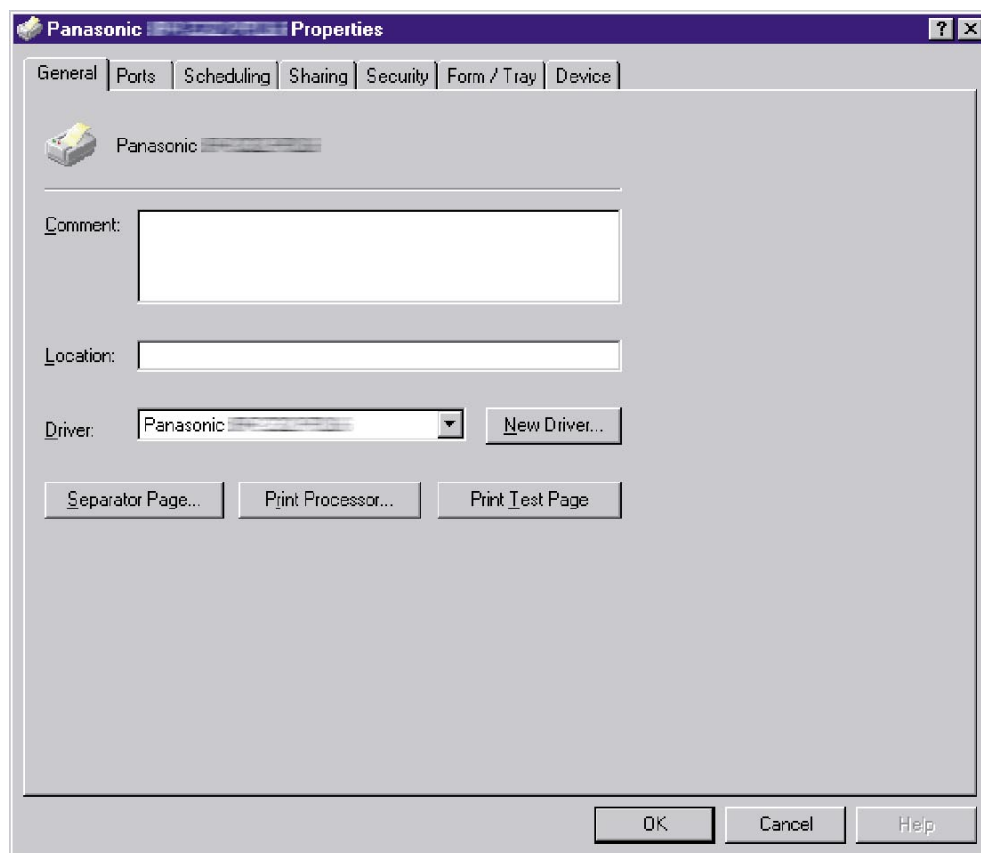 Panasonic Properties
General Ports Scheduling Sharing Security Form / Tray Device
Panasonic
Comment:
Location:
Driver: Panasonic New Driver...
Separator Page... Print Processor... Print Test Page
OK Cancel Help